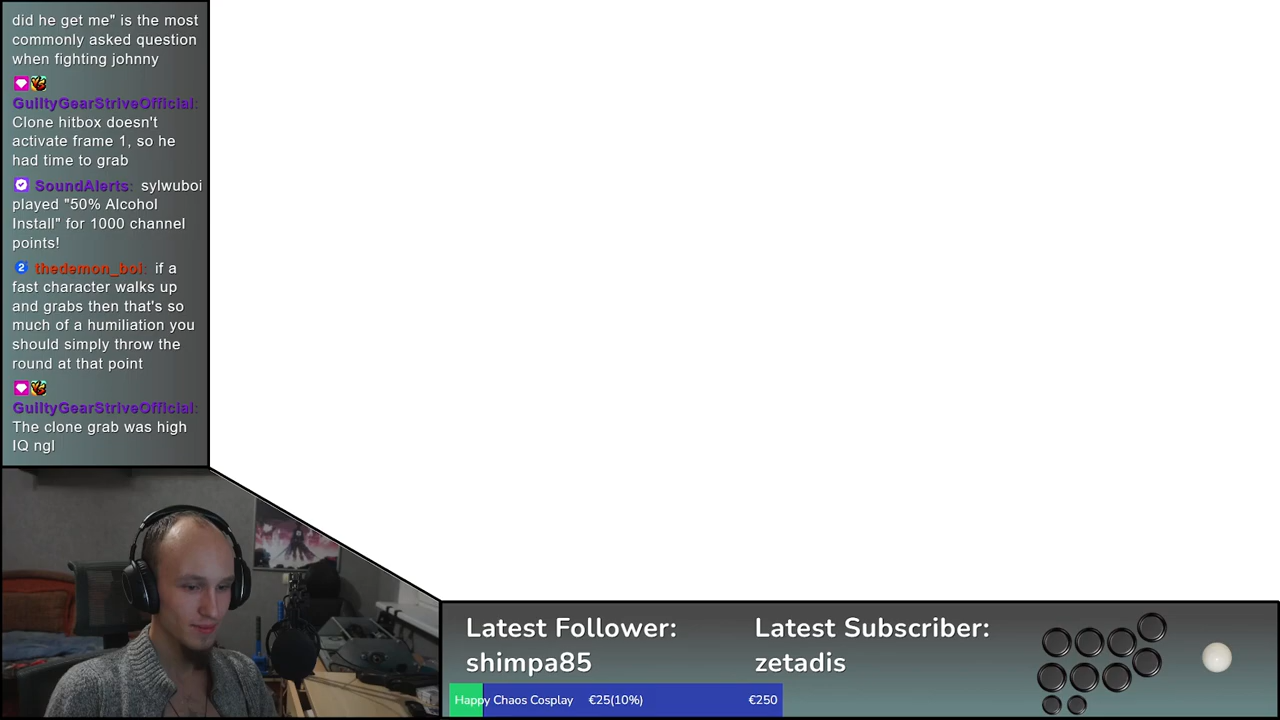 did he get me" is the most
commonly asked question
when fighting johnny
GuiltyGearStriveOfficial:
Clone hitbox doesn't
activate frame 1, so he
had time to grab
SoundAlerts: sylwuboi
played "50% Alcohol
Install" for 1000 channel
points!
2 thedemon_boi: if a
fast character walks up
and grabs then that's so
much of a humiliation you
should simply throw the
round at that point
GuiltyGearStriveOfficial:
The clone grab was high
IQ ngl
Latest Follower:
shimpa85
Latest Subscriber:
zetadis
Happy Chaos Cosplay €25(10%) €250